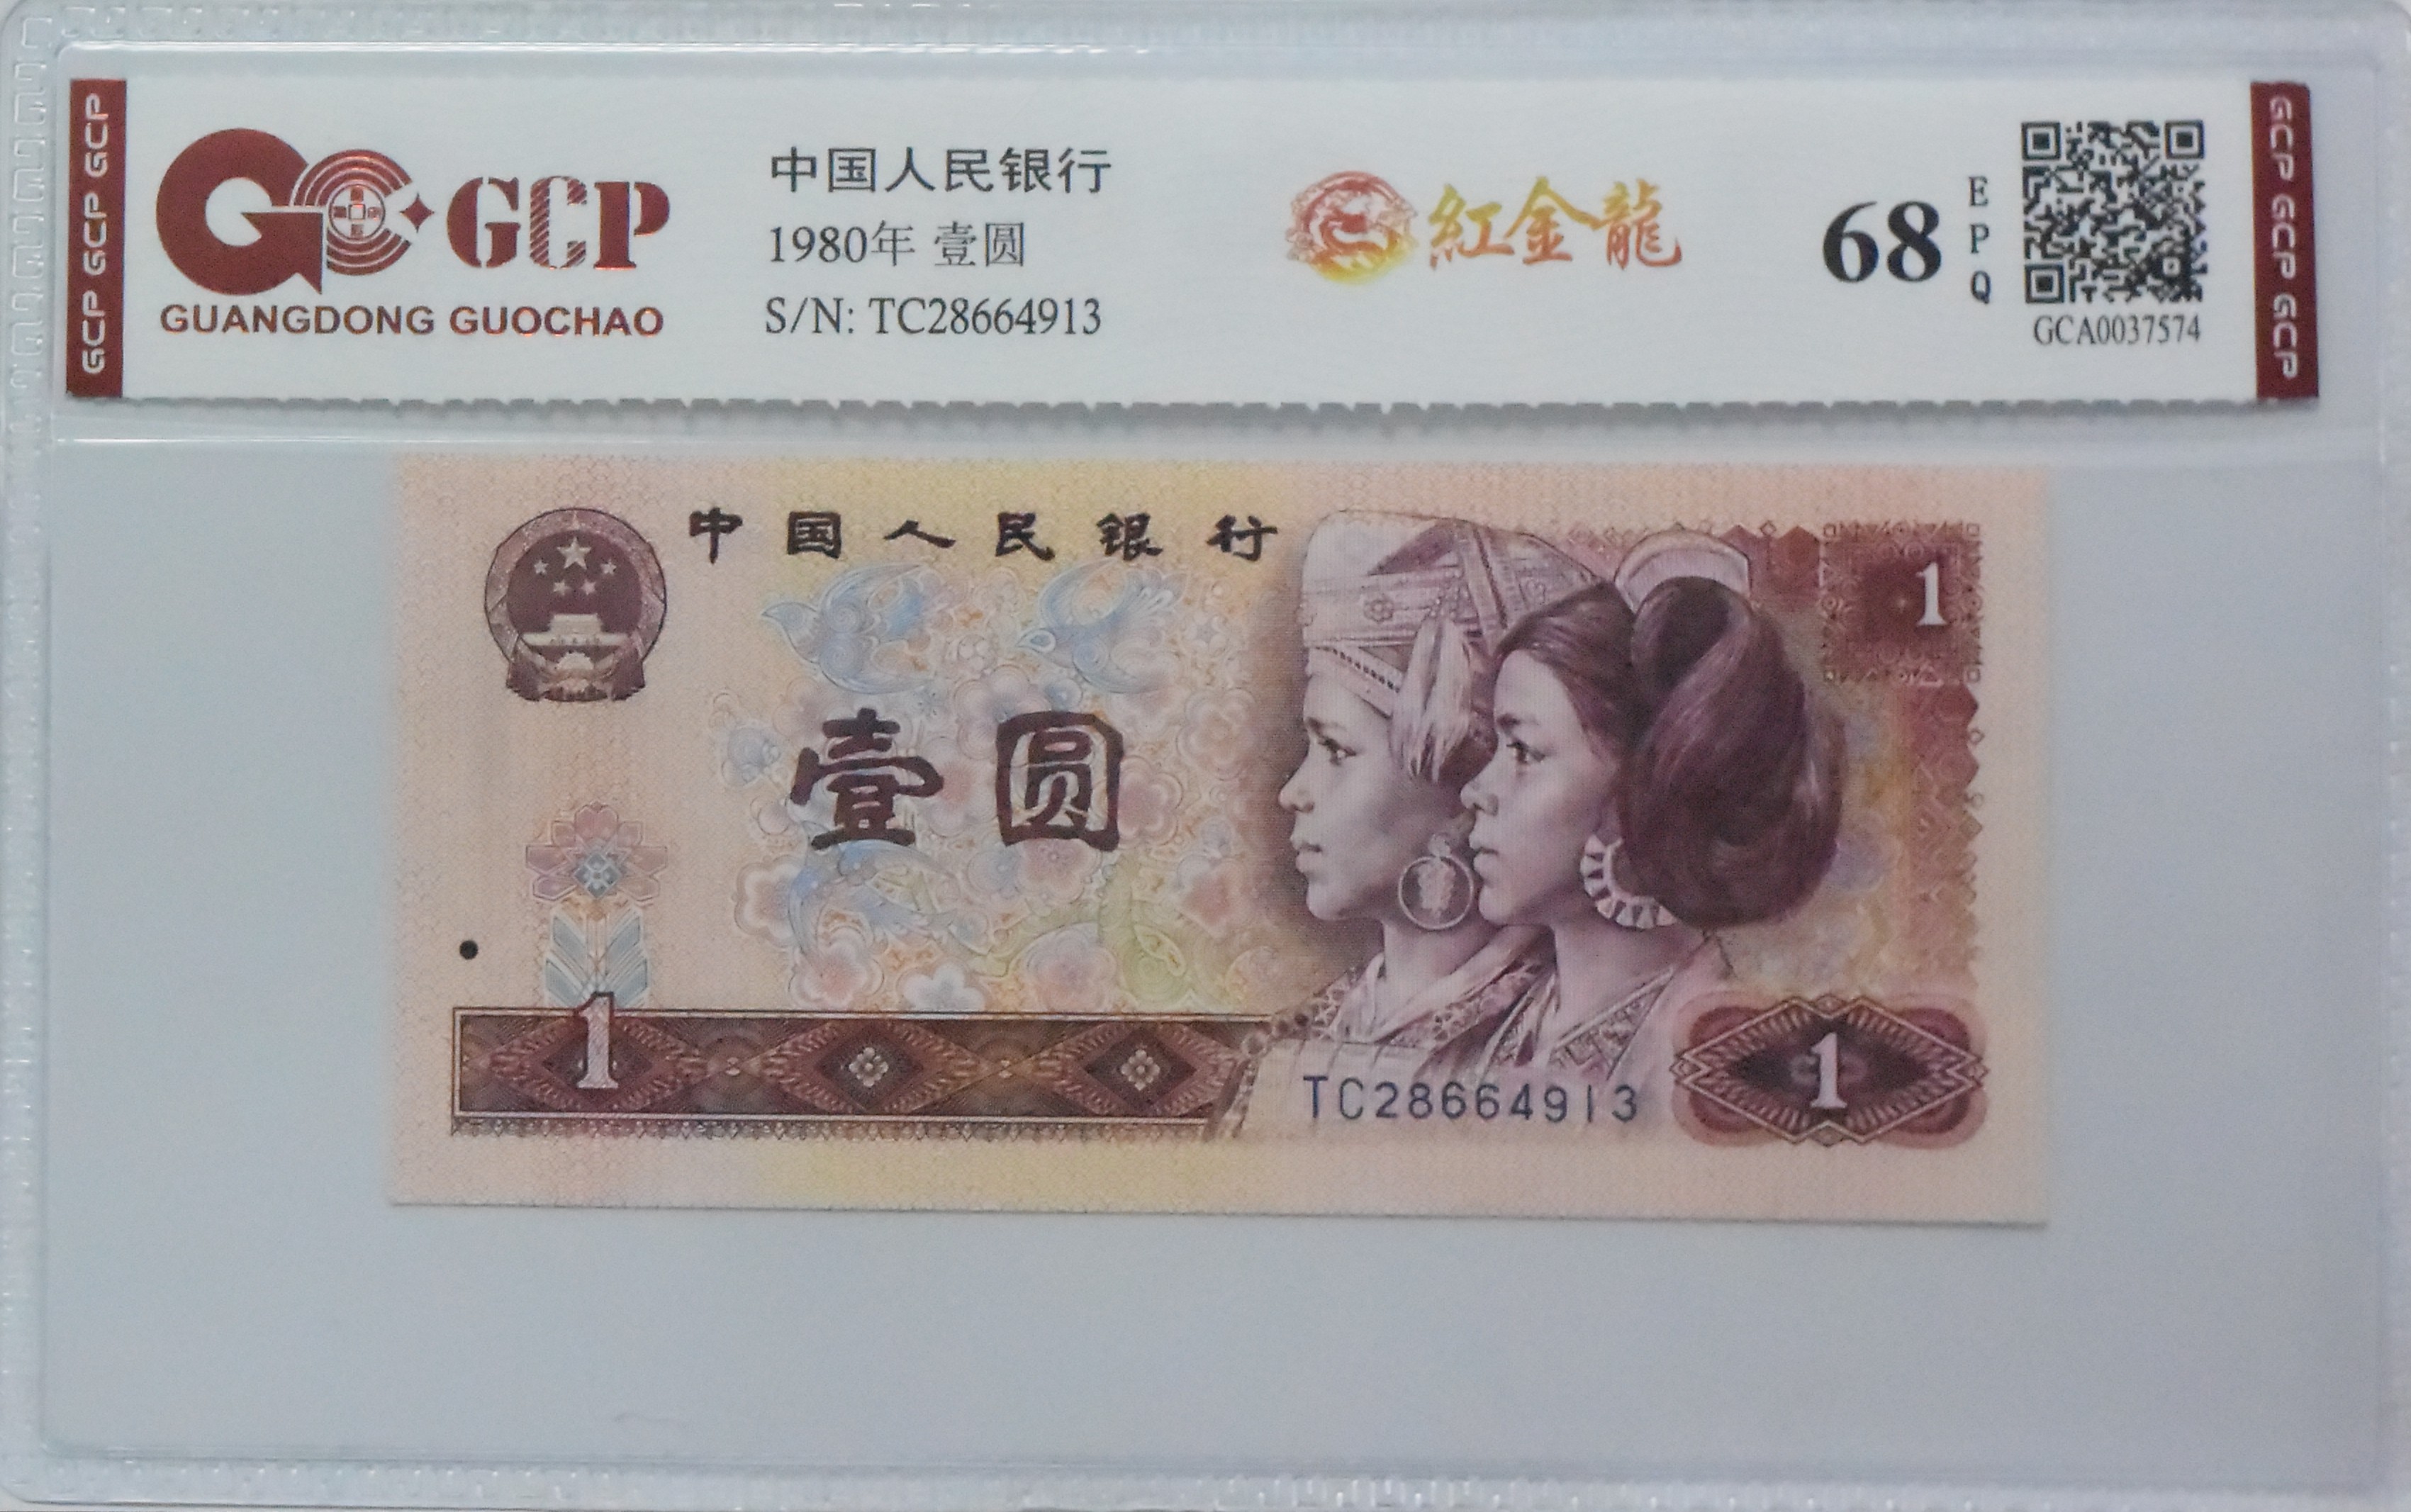 GCP GCP GCP
GCP
GUANGDONG GUOCHAO
中国人民银行
1980年 壹圆
S/N: TC28664913
紅金龍
68
EPQ
GCA0037574
GCP GCP GCP
中国人民银行
1
壹圆
1
TC28664913
1